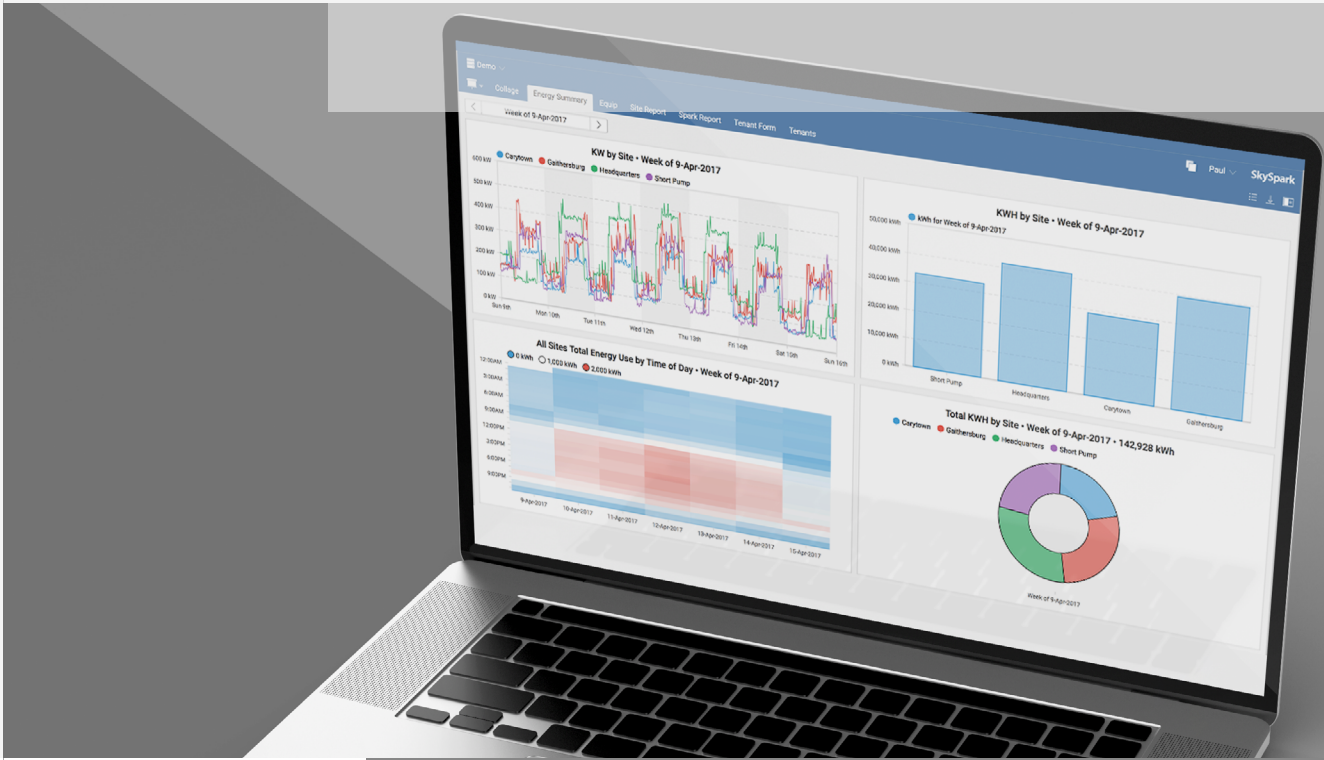 Demo
Collage
Energy Summary
Equip
Site Report
Spark Report
Tenant Form
Tenants
Paul
SkySpark
Week of 9-Apr-2017
KW by Site • Week of 9-Apr-2017
Carytown Gaithersburg Headquarters Short Pump
600 kW
500 kW
400 kW
300 kW
200 kW
100 kW
0 kW
Sun 9th Mon 10th Tue 11th Wed 12th Thu 13th Fri 14th Sun 16th
KWH by Site • Week of 9-Apr-2017
kWh for Week of 9-Apr-2017
50,000 kWh
40,000 kWh
30,000 kWh
20,000 kWh
10,000 kWh
0 kWh
Short Pump Headquarters Carytown Gaithersburg
All Sites Total Energy Use by Time of Day • Week of 9-Apr-2017
0 kWh 1,000 kWh 2,000 kWh
12:00AM
3:00AM
6:00AM
9:00AM
12:00PM
3:00PM
6:00PM
9:00PM
9-Apr-2017 10-Apr-2017 11-Apr-2017 12-Apr-2017 13-Apr-2017 14-Apr-2017 15-Apr-2017
Total KWH by Site • Week of 9-Apr-2017 • 142,928 kWh
Carytown Gaithersburg Headquarters Short Pump
Week of 9-Apr-2017